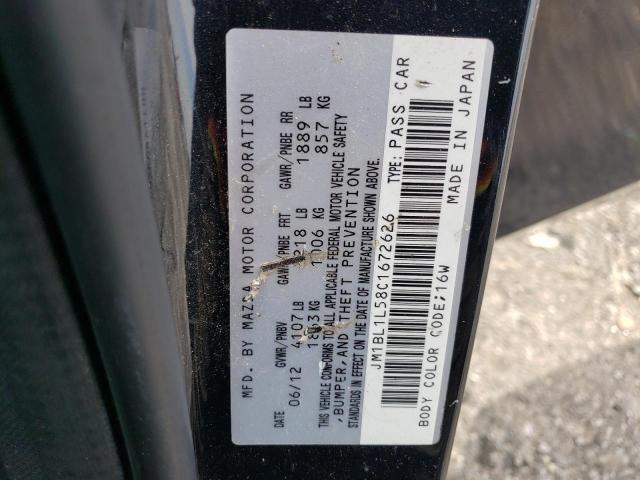 MFD. BY MAZDA MOTOR CORPORATION
DATE GVWR/PNBV GAWR/PNBE FRT GAWR/PNBE RR
06/12 4107 LB LB 1889 LB
1863 KG 1006 KG 857 KG
THIS VEHICLE CONFORMS TO ALL APPLICABLE FEDERAL MOTOR VEHICLE SAFETY
, BUMPER, AND THEFT PREVENTION
STANDARDS IN EFFECT ON THE DATE OF MANUFACTURE SHOWN ABOVE.
JM1BL1L58C1672626 TYPE: PASS CAR
BODY COLOR CODE;16W MADE IN JAPAN